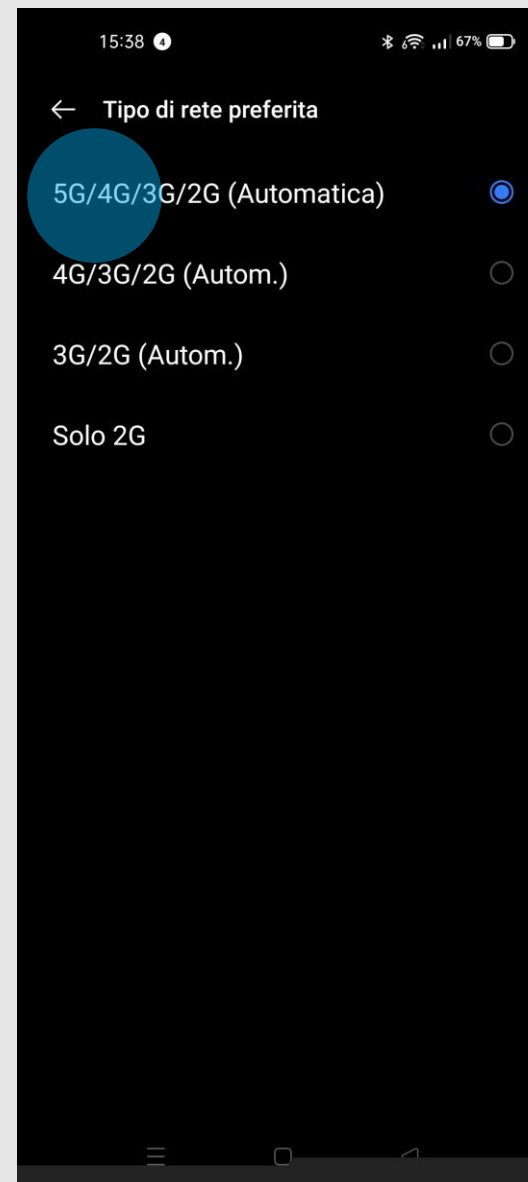 15:38 4 67%
Tipo di rete preferita
5G/4G/3G/2G (Automatica)
4G/3G/2G (Autom.)
3G/2G (Autom.)
Solo 2G